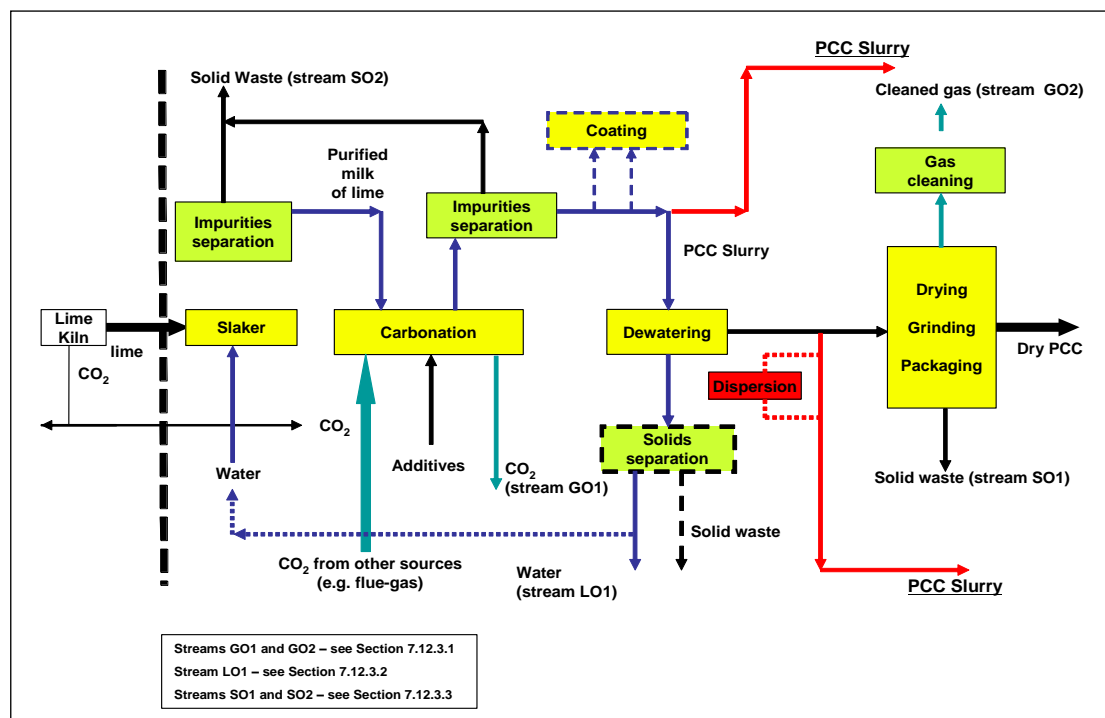 PCC Slurry
Solid Waste (stream SO2)
Cleaned gas (stream GO2)
Coating
Purified
milk
of lime
Gas
cleaning
Impurities
separation
Impurities
separation
PCC Slurry
Drying
Grinding
Packaging
Lime
Kiln
lime
Slaker
Carbonation
Dewatering
Dry PCC
CO2
Dispersion
CO2
Solids
separation
Water
Additives
CO2
(stream GO1)
Solid waste (stream SO1)
Solid waste
CO2 from other sources
(e.g. flue-gas)
Water
(stream LO1)
PCC Slurry
Streams GO1 and GO2 – see Section 7.12.3.1
Stream LO1 – see Section 7.12.3.2
Streams SO1 and SO2 – see Section 7.12.3.3